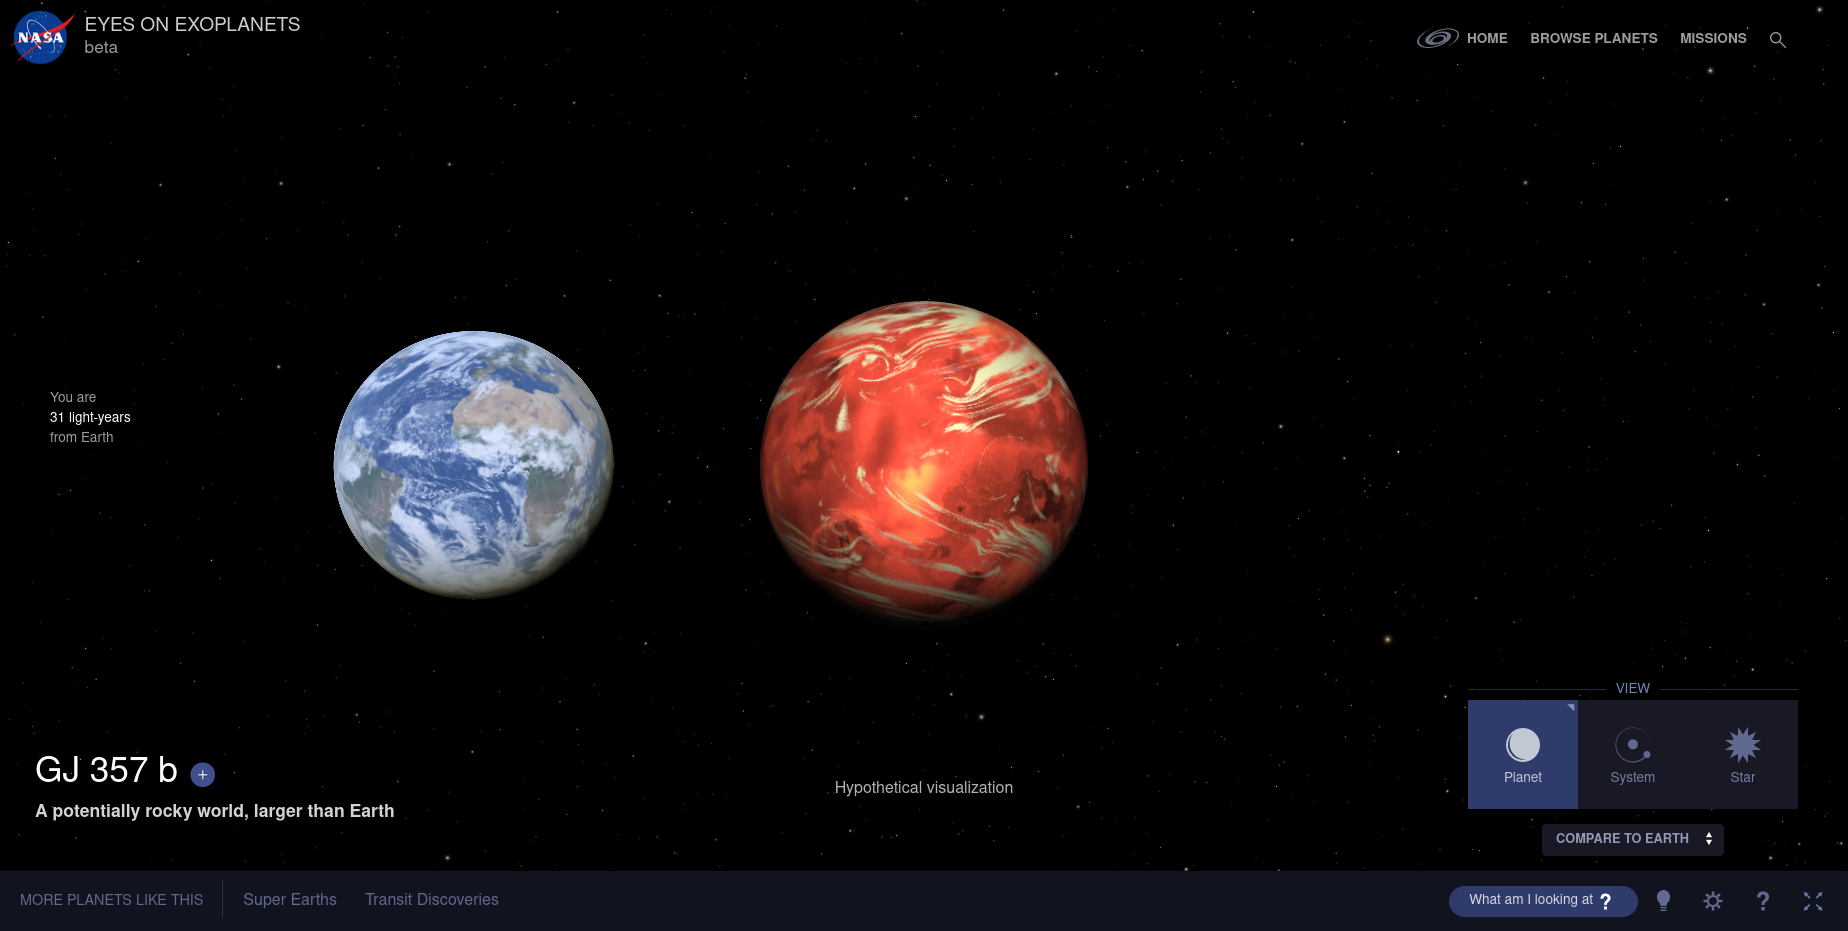 NASA
EYES ON EXOPLANETS
beta
HOME
BROWSE PLANETS
MISSIONS
You are
31 light-years
from Earth
GJ 357 b +
A potentially rocky world, larger than Earth
Hypothetical visualization
VIEW
Planet
System
Star
COMPARE TO EARTH
MORE PLANETS LIKE THIS
Super Earths
Transit Discoveries
What am I looking at ?
?